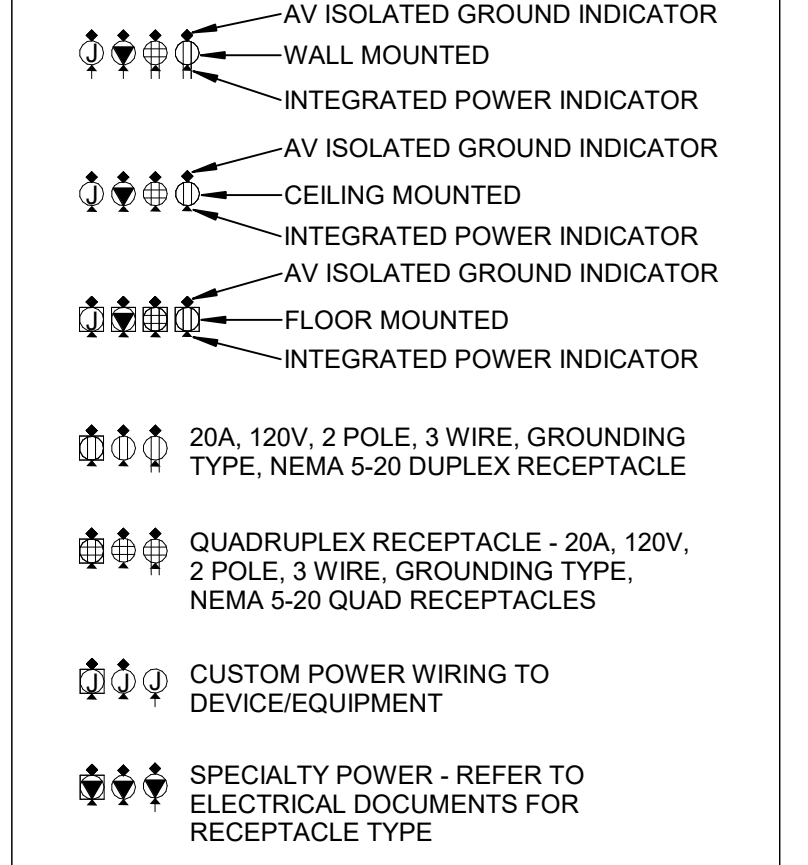 AV ISOLATED GROUND INDICATOR
J WALL MOUNTED
INTEGRATED POWER INDICATOR
AV ISOLATED GROUND INDICATOR
J CEILING MOUNTED
INTEGRATED POWER INDICATOR
AV ISOLATED GROUND INDICATOR
J FLOOR MOUNTED
INTEGRATED POWER INDICATOR
20A, 120V, 2 POLE, 3 WIRE, GROUNDING
TYPE, NEMA 5-20 DUPLEX RECEPTACLE
QUADRUPLEX RECEPTACLE - 20A, 120V,
2 POLE, 3 WIRE, GROUNDING TYPE,
NEMA 5-20 QUAD RECEPTACLES
J J J CUSTOM POWER WIRING TO
DEVICE/EQUIPMENT
SPECIALTY POWER - REFER TO
ELECTRICAL DOCUMENTS FOR
RECEPTACLE TYPE